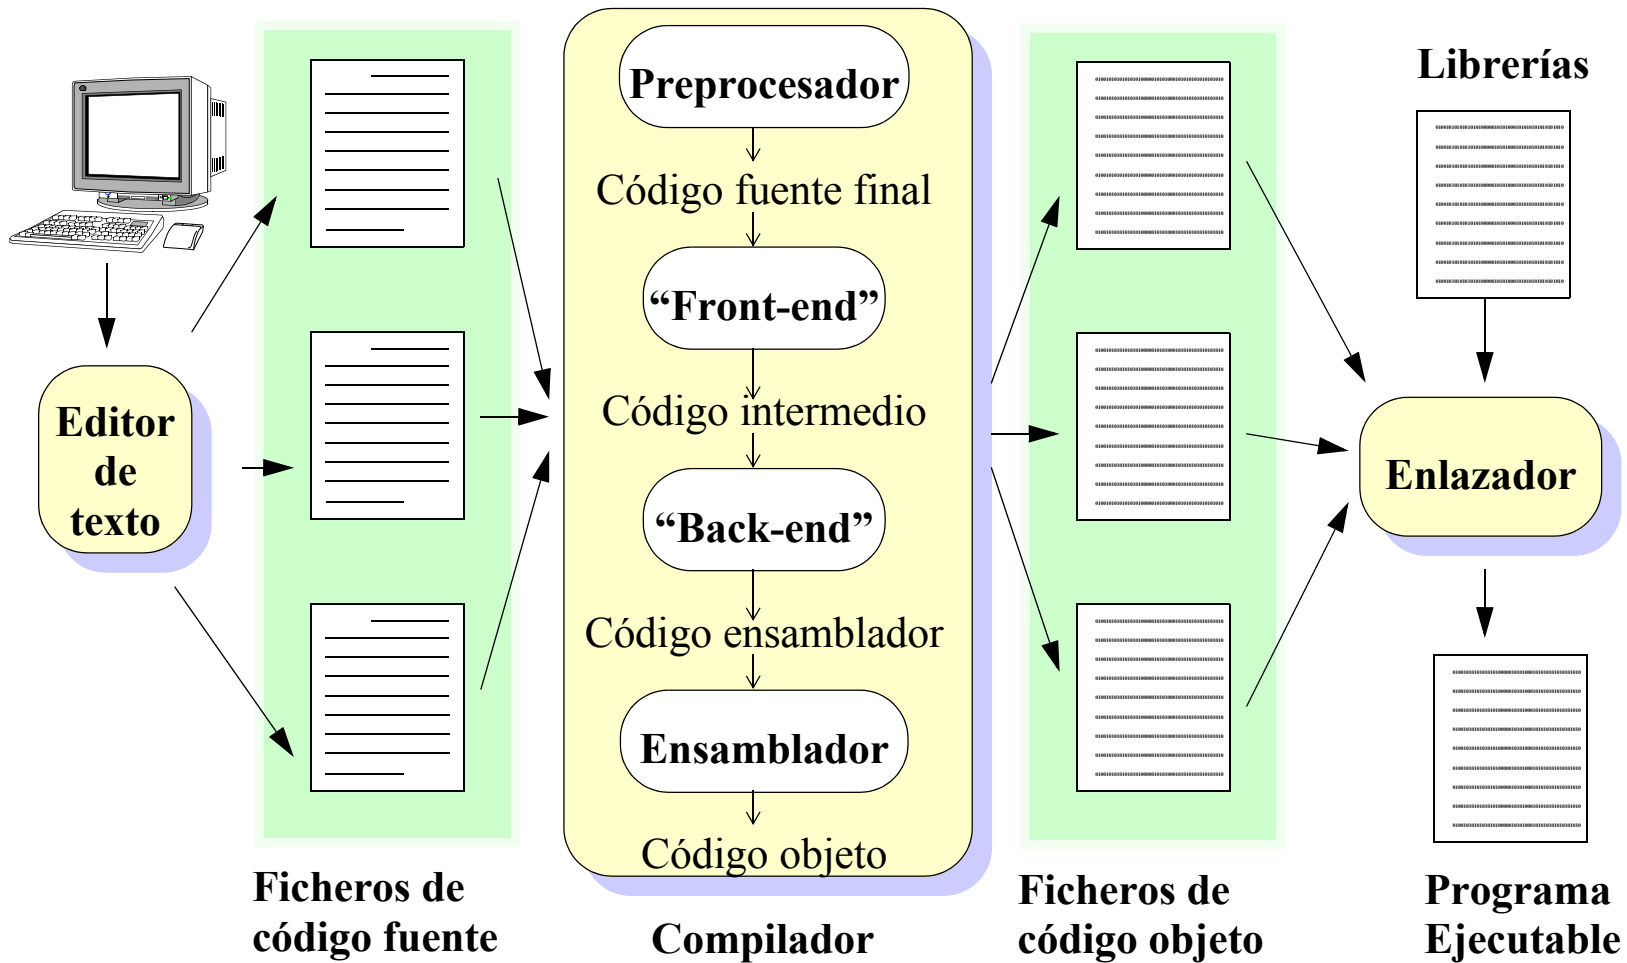 Editor
de
texto
Ficheros de
código fuente
Preprocesador
Código fuente final
“Front-end”
Código intermedio
“Back-end”
Código ensamblador
Ensamblador
Código objeto
Compilador
Ficheros de
código objeto
Librerías
Enlazador
Programa
Ejecutable